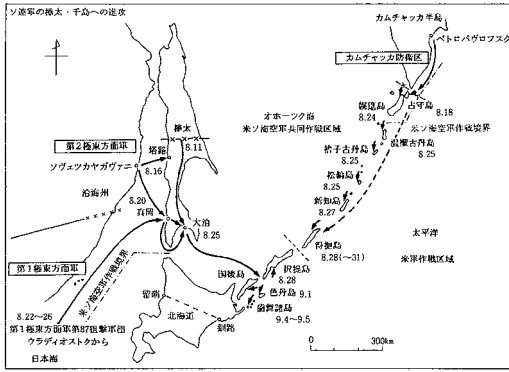 ソ連軍の樺太・千島への進攻
カムチャッカ半島
ペトロパヴロフスク
カムチャッカ防衛区
オホーツク海
米ソ海空軍共同作戦区域
幌筵島
8.24
占守島
8.18
米ソ海空軍作戦境界
温禰古丹島
8.25
捨子古丹島
8.25
松輪島
8.25
新知島
8.27
得撫島
8.28(〜31)
太平洋
米軍作戦区域
第2極東方面軍
樺太
8.11
塔路
8.16
ソヴェツカヤガヴァニ
沿海州
8.20
真岡
大泊
8.25
第1極東方面軍
米ソ海空軍作戦境界
国後島
択捉島
8.28
色丹島 9.1
歯舞諸島
9.4〜9.5
留萌
北海道
釧路
8.22〜26
第1極東方面軍第87狙撃軍団
ウラディオストクから
日本海
0 300km